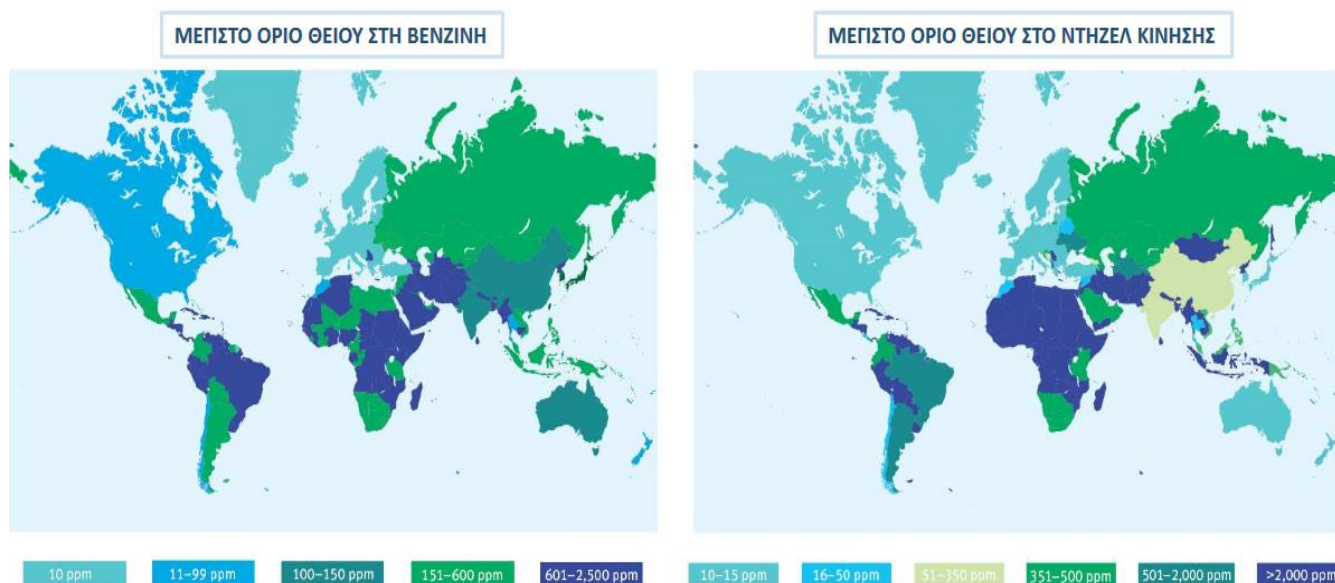 ΜΕΓΙΣΤΟ ΟΡΙΟ ΘΕΙΟΥ ΣΤΗ ΒΕΝΖΙΝΗ
ΜΕΓΙΣΤΟ ΟΡΙΟ ΘΕΙΟΥ ΣΤΟ ΝΤΗΖΕΛ ΚΙΝΗΣΗΣ
10 ppm
11–99 ppm
100–150 ppm
151–600 ppm
601–2,500 ppm
10–15 ppm
16–50 ppm
51–350 ppm
351–500 ppm
501–2,000 ppm
>2,000 ppm